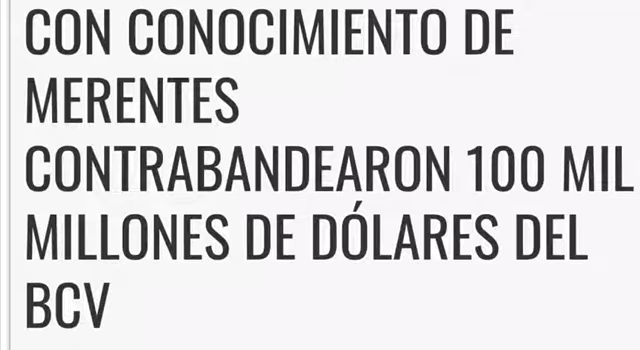 CON CONOCIMIENTO DE
MERENTES
CONTRABANDEARON 100 MIL
MILLONES DE DÓLARES DEL
BCV